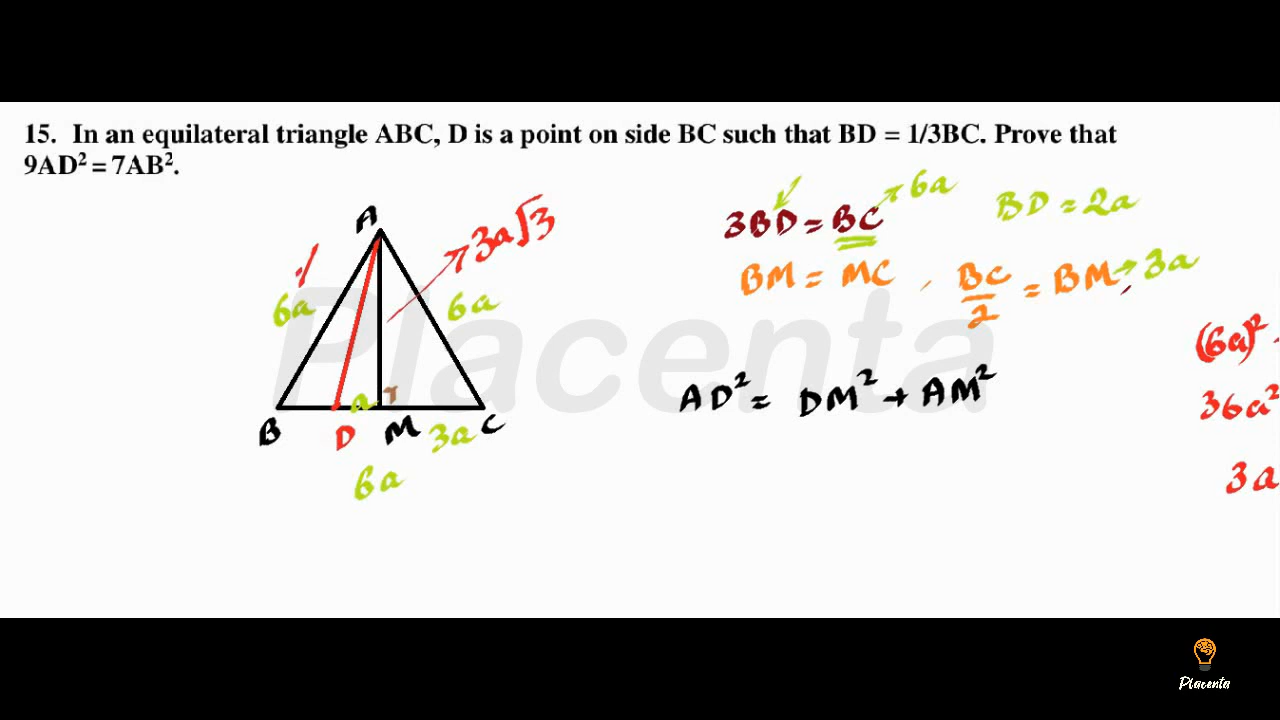 15. In an equilateral triangle ABC, D is a point on side BC such that BD = 1/3BC. Prove that
9AD² = 7AB².
A
3a√3
6a
6a
B
D
a
M
3a
C
6a
3BD = BC
6a
BD = 2a
BM = MC , BC/2 = BM
3a
AD² = DM² + AM²
(6a)²
36a²
3a
Placenta
Placenta